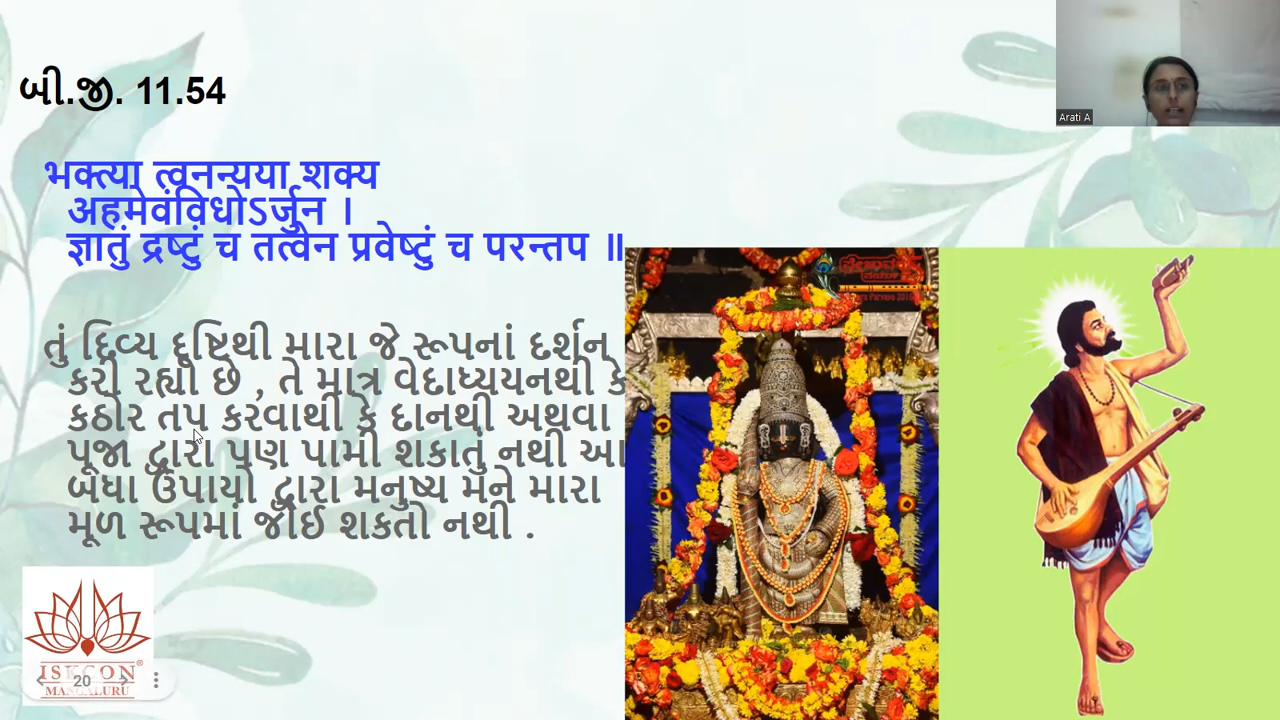 બી.જી. 11.54
Arati A
भक्त्या त्वनन्यया शक्य
अहमेवंविधोऽर्जुन ।
ज्ञातुं द्रष्टुं च तत्वेन प्रवेष्टुं च परन्तप ॥
તું દિવ્ય દૃષ્ટિથી મારા જે રૂપનાં દર્શન
કરી રહ્યો છે , તે માત્ર વેદાધ્યયનથી કે
કઠોર તપ કરવાથી કે દાનથી અથવા
પૂજા દ્વારા પણ પામી શકાતું નથી આ
બધા ઉપાયો દ્વારા મનુષ્ય મને મારા
મૂળ રૂપમાં જોઈ શકતો નથી .
ISKCON
MANGALURU
20